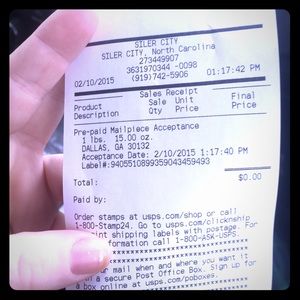 SILER CITY
SILER CITY, North Carolina
273449907
3631970344 -0098
02/10/2015 (919)742-5906 01:17:42 PM
Sales Receipt
Product Sale Unit Final
Description Qty Price Price
Pre-paid Mailpiece Acceptance
1 lbs. 15.00 oz.
DALLAS, GA 30132
Acceptance Date: 2/10/2015 1:17:40 PM
Label#:9405510899359043459493
Total: $0.00
Paid by:
Order stamps at usps.com/shop or call
1-800-Stamp24. Go to usps.com/clicknship
shipping labels with postage. For
information call 1-800-ASK-USPS.
your mail when and where you want it
a secure Post Office Box. Sign up for
a box online at usps.com/poboxes.